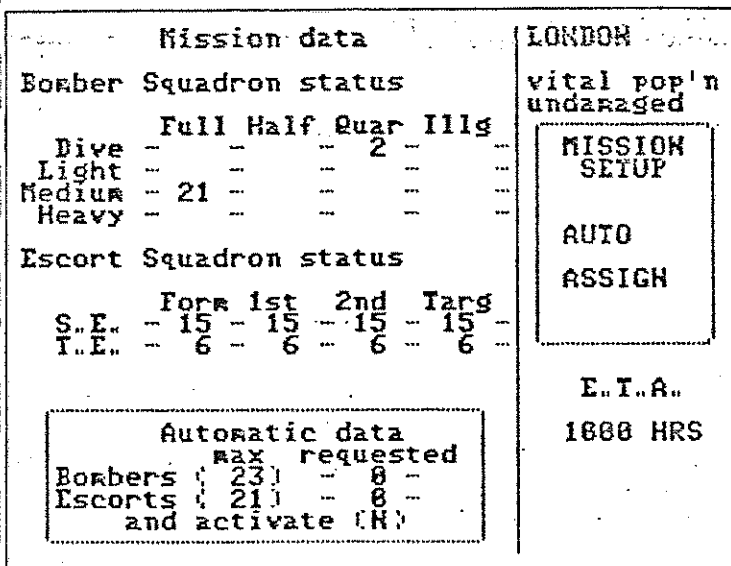 Mission data
Bomber Squadron status
Full Half Quar Illg
Dive - - - 2 - -
Light - - - - -
Medium - 21 - - - -
Heavy - - - - -
Escort Squadron status
Form 1st 2nd Targ
S.E. - 15 - 15 - 15 - 15 -
T.E. - 6 - 6 - 6 - 6 -
Automatic data
max requested
Bombers ( 23) - 0 -
Escorts ( 21) - 0 -
and activate (N)
LONDON
vital pop'n
undamaged
MISSION
SETUP
AUTO
ASSIGN
E.T.A.
1000 HRS